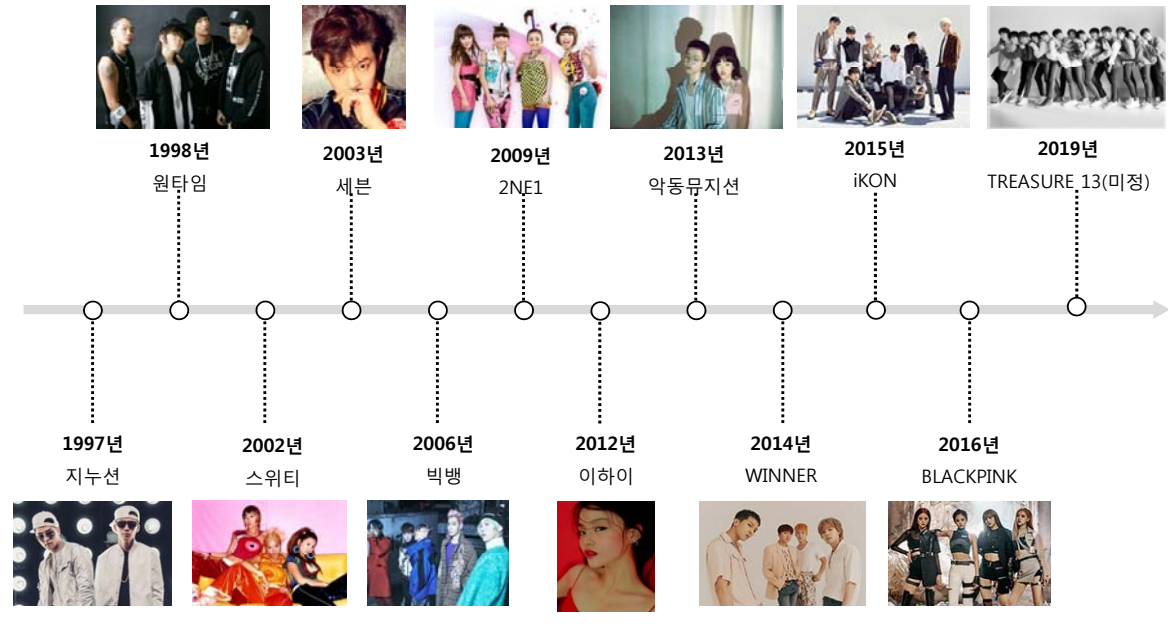 1998년
원타임
2003년
세븐
2009년
2NE1
2013년
악동뮤지션
2015년
iKON
2019년
TREASURE 13(미정)
1997년
지누션
2002년
스위티
2006년
빅뱅
2012년
이하이
2014년
WINNER
2016년
BLACKPINK